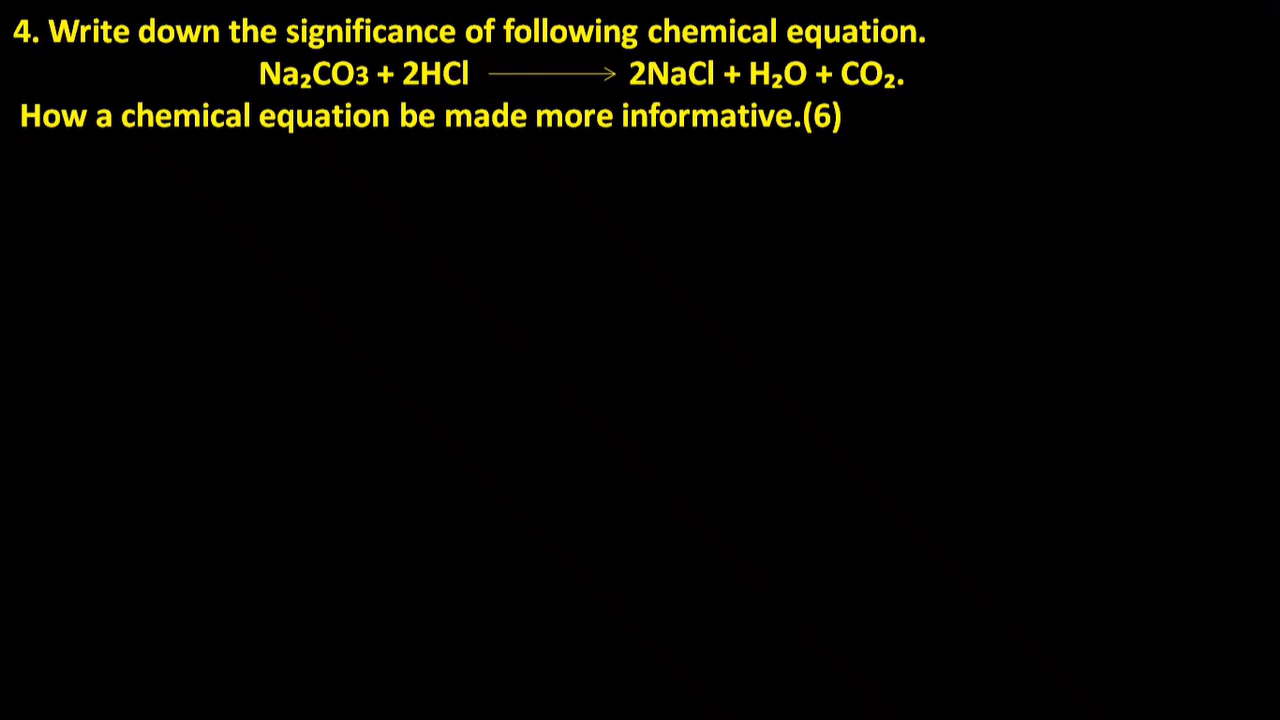 4. Write down the significance of following chemical equation.
Na₂CO3 + 2HCl ⟶ 2NaCl + H₂O + CO₂.
How a chemical equation be made more informative.(6)